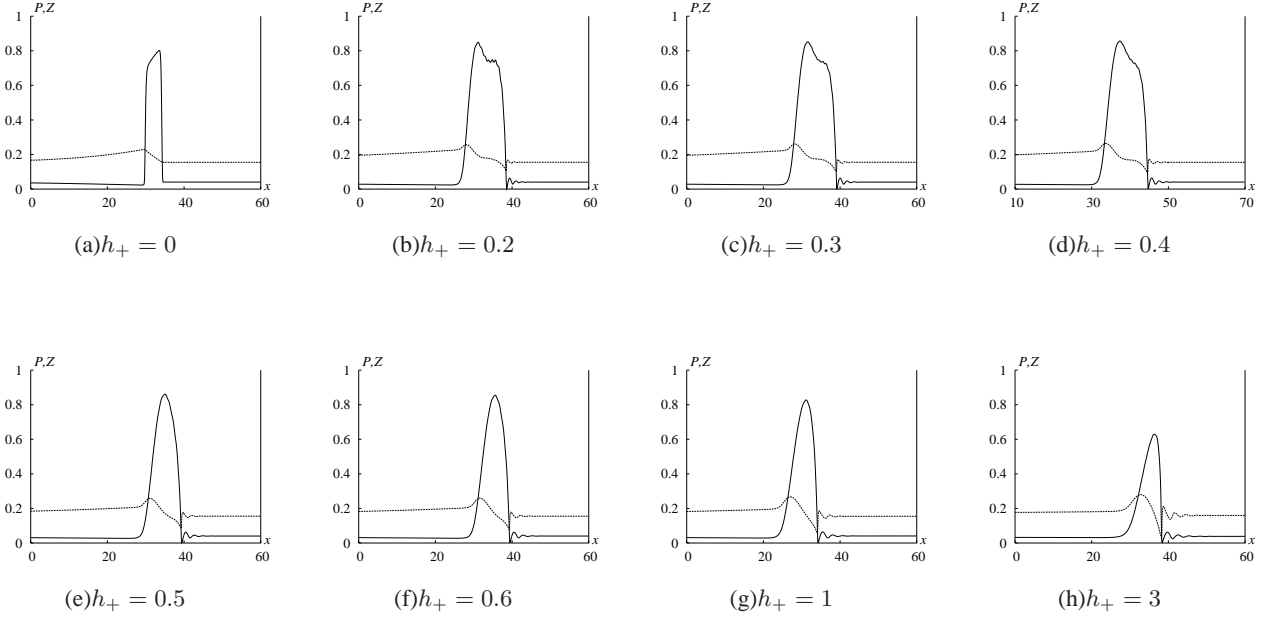 P,Z P,Z P,Z P,Z
1 1 1 1
0.8 0.8 0.8 0.8
0.6 0.6 0.6 0.6
0.4 0.4 0.4 0.4
0.2 0.2 0.2 0.2
0 x 0 x 0 x 0 x
0 20 40 60 0 20 40 60 0 20 40 60 10 30 50 70
(a)h₊ = 0 (b)h₊ = 0.2 (c)h₊ = 0.3 (d)h₊ = 0.4
P,Z P,Z P,Z P,Z
1 1 1 1
0.8 0.8 0.8 0.8
0.6 0.6 0.6 0.6
0.4 0.4 0.4 0.4
0.2 0.2 0.2 0.2
0 x 0 x 0 x 0 x
0 20 40 60 0 20 40 60 0 20 40 60 0 20 40 60
(e)h₊ = 0.5 (f)h₊ = 0.6 (g)h₊ = 1 (h)h₊ = 3